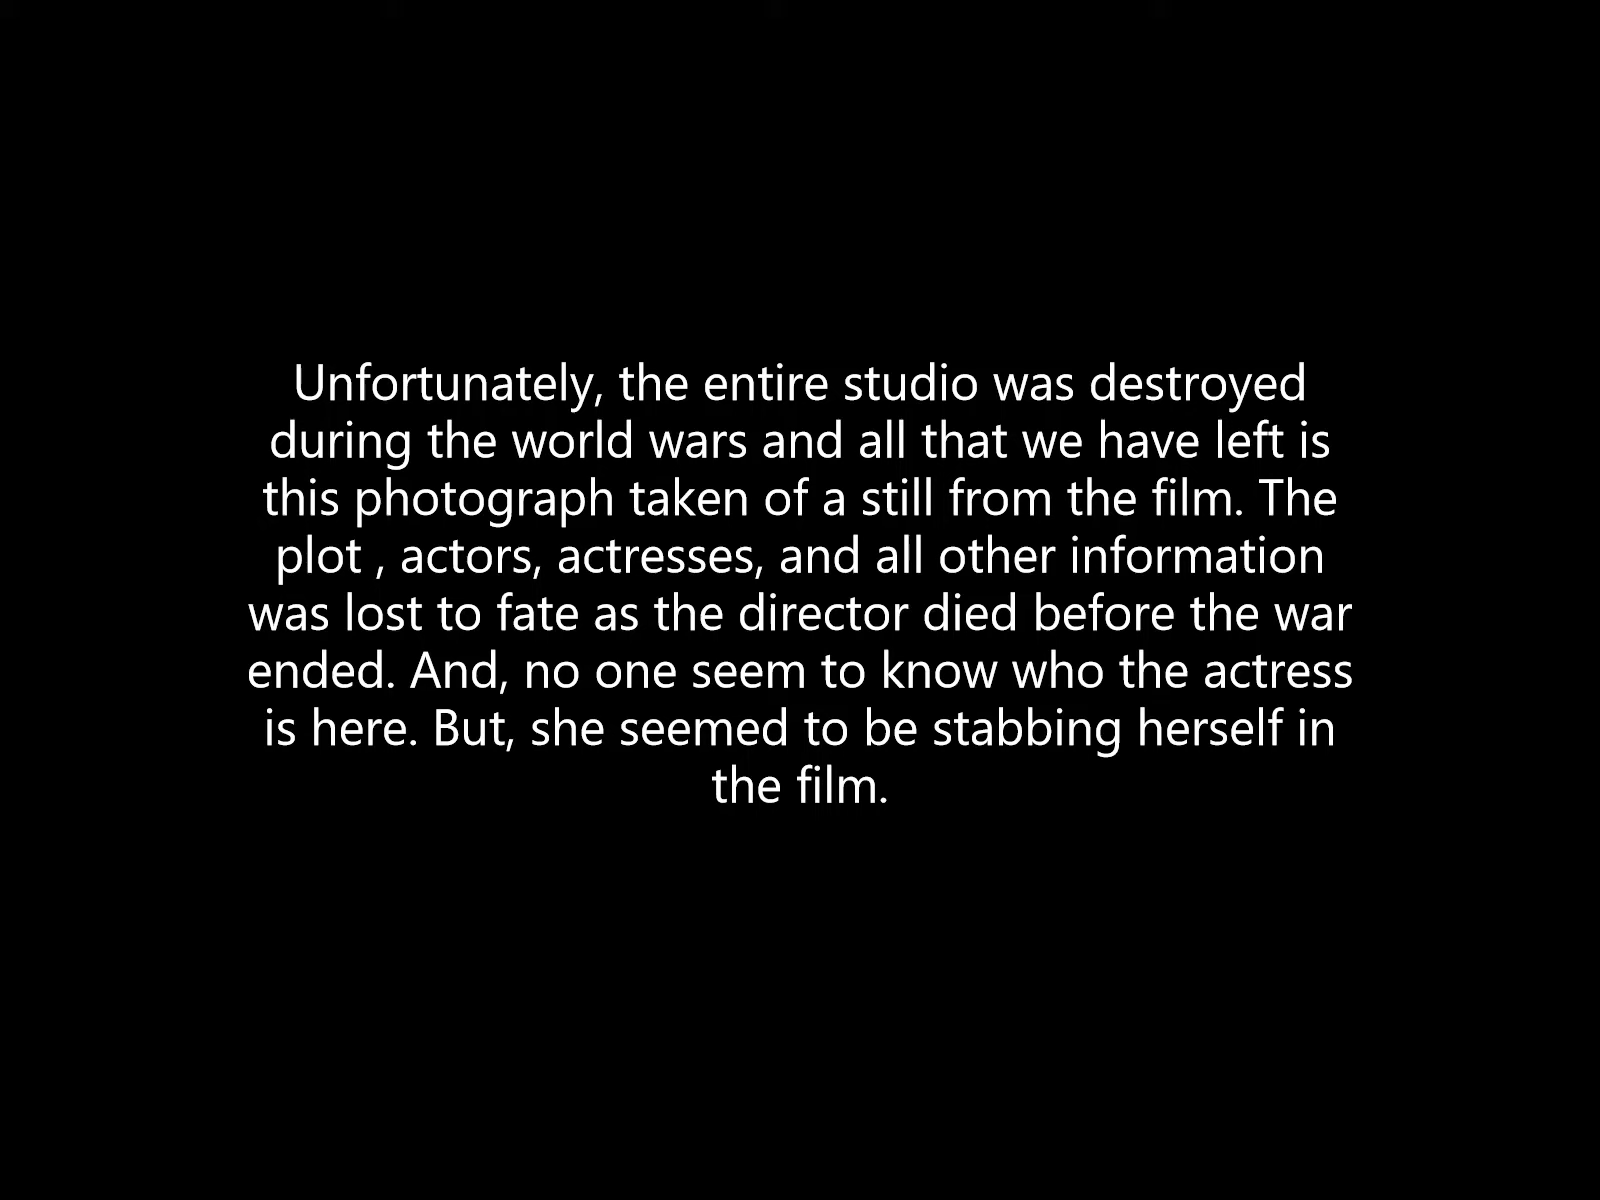 Unfortunately, the entire studio was destroyed
during the world wars and all that we have left is
this photograph taken of a still from the film. The
plot , actors, actresses, and all other information
was lost to fate as the director died before the war
ended. And, no one seem to know who the actress
is here. But, she seemed to be stabbing herself in
the film.